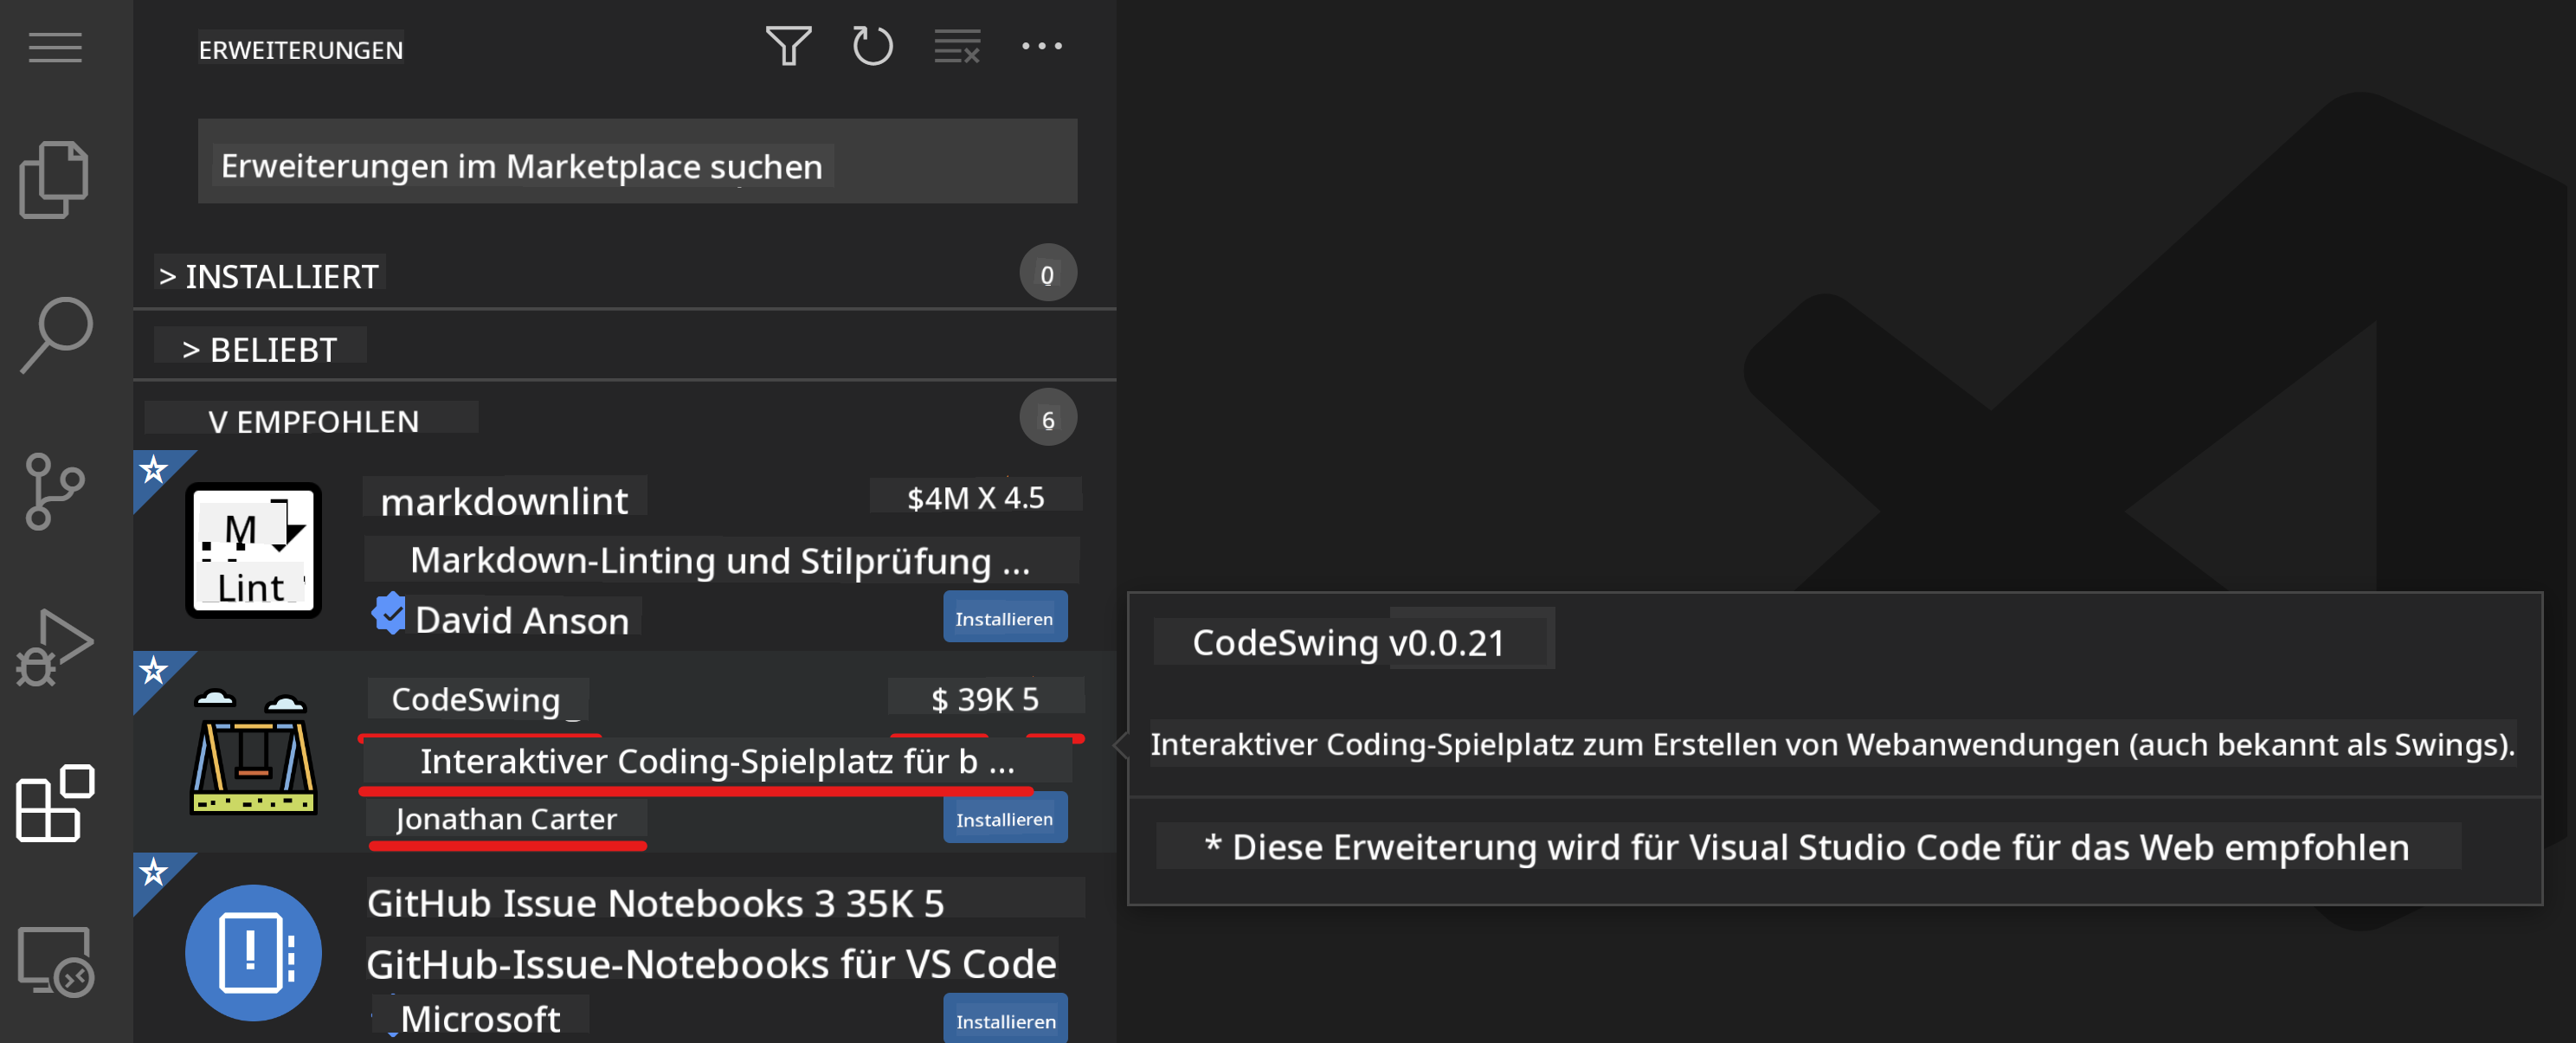 ERWEITERUNGEN
Erweiterungen im Marketplace suchen
> INSTALLIERT 0
> BELIEBT
V EMPFOHLEN 6
markdownlint $4M X 4.5
M
Lint
Markdown-Linting und Stilprüfung ...
David Anson Installieren
CodeSwing $ 39K 5
Interaktiver Coding-Spielplatz für b ...
Jonathan Carter Installieren
GitHub Issue Notebooks 3 35K 5
GitHub-Issue-Notebooks für VS Code
Microsoft Installieren
CodeSwing v0.0.21
Interaktiver Coding-Spielplatz zum Erstellen von Webanwendungen (auch bekannt als Swings).
* Diese Erweiterung wird für Visual Studio Code für das Web empfohlen